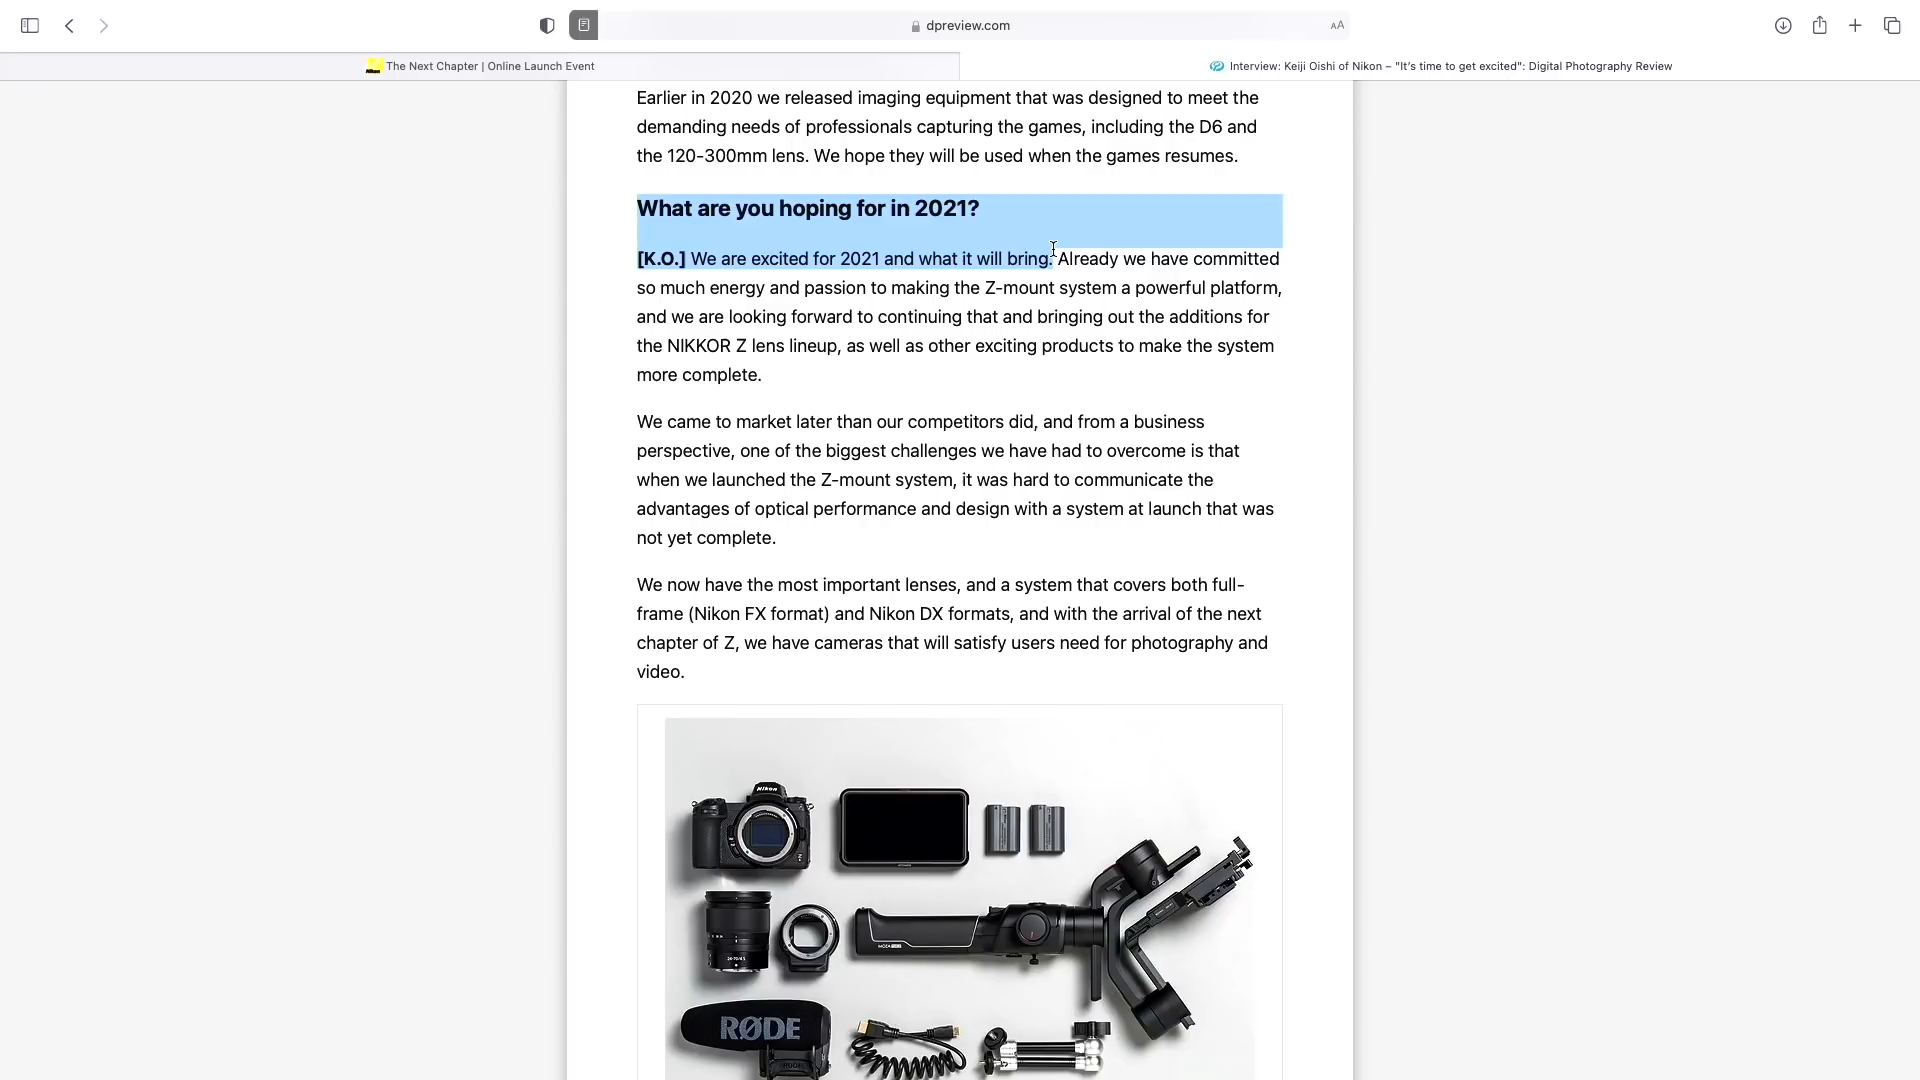 dpreview.com
AA
The Next Chapter | Online Launch Event
Interview: Keiji Oishi of Nikon – "It's time to get excited": Digital Photography Review
Earlier in 2020 we released imaging equipment that was designed to meet the
demanding needs of professionals capturing the games, including the D6 and
the 120-300mm lens. We hope they will be used when the games resumes.
What are you hoping for in 2021?
[K.O.] We are excited for 2021 and what it will bring. Already we have committed
so much energy and passion to making the Z-mount system a powerful platform,
and we are looking forward to continuing that and bringing out the additions for
the NIKKOR Z lens lineup, as well as other exciting products to make the system
more complete.
We came to market later than our competitors did, and from a business
perspective, one of the biggest challenges we have had to overcome is that
when we launched the Z-mount system, it was hard to communicate the
advantages of optical performance and design with a system at launch that was
not yet complete.
We now have the most important lenses, and a system that covers both full-
frame (Nikon FX format) and Nikon DX formats, and with the arrival of the next
chapter of Z, we have cameras that will satisfy users need for photography and
video.
Nikon
24-70/4 S
MOZA
RØDE
RØDE